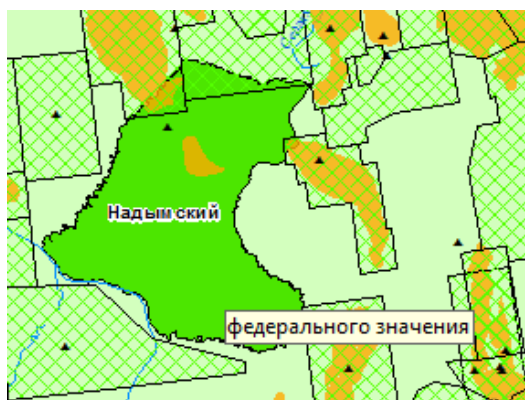 Надымский
федерального значения